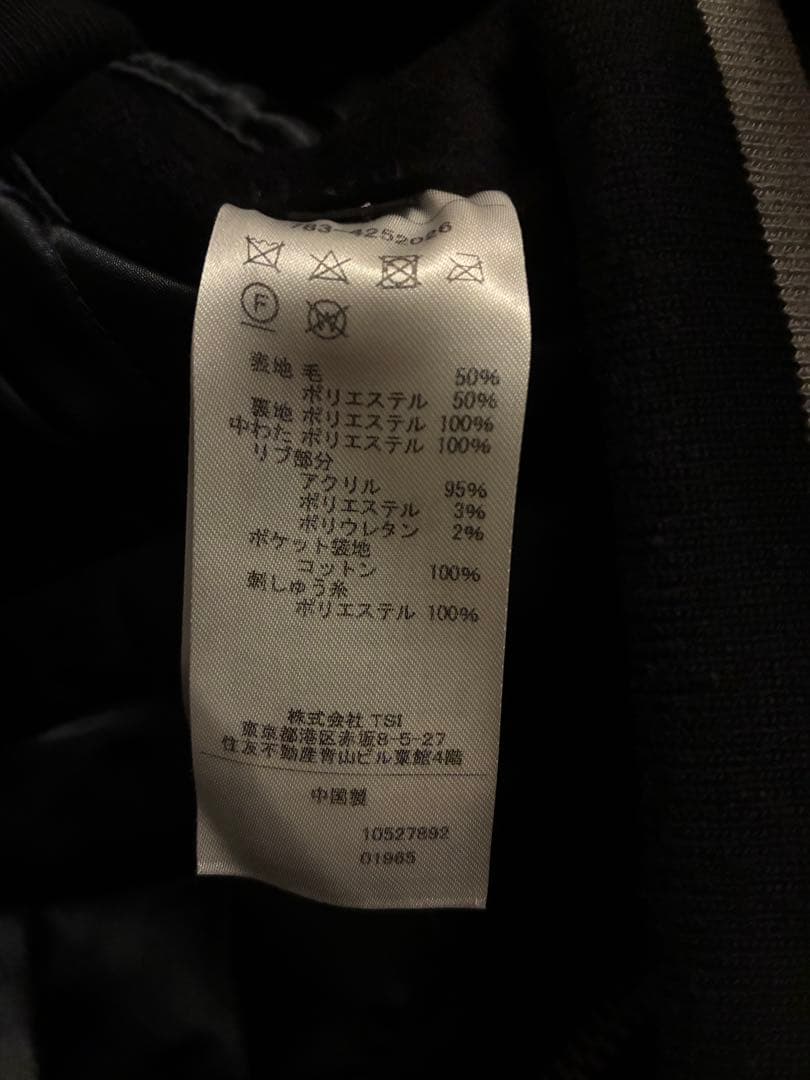 763-4252026
F
W
表地 毛 50%
ポリエステル 50%
裏地 ポリエステル 100%
中わた ポリエステル 100%
リブ部分
アクリル 95%
ポリエステル 3%
ポリウレタン 2%
ポケット袋地
コットン 100%
刺しゅう糸
ポリエステル 100%
株式会社 TSI
東京都港区赤坂8-5-27
住友不動産青山ビル東館4階
中国製
10527892
01965